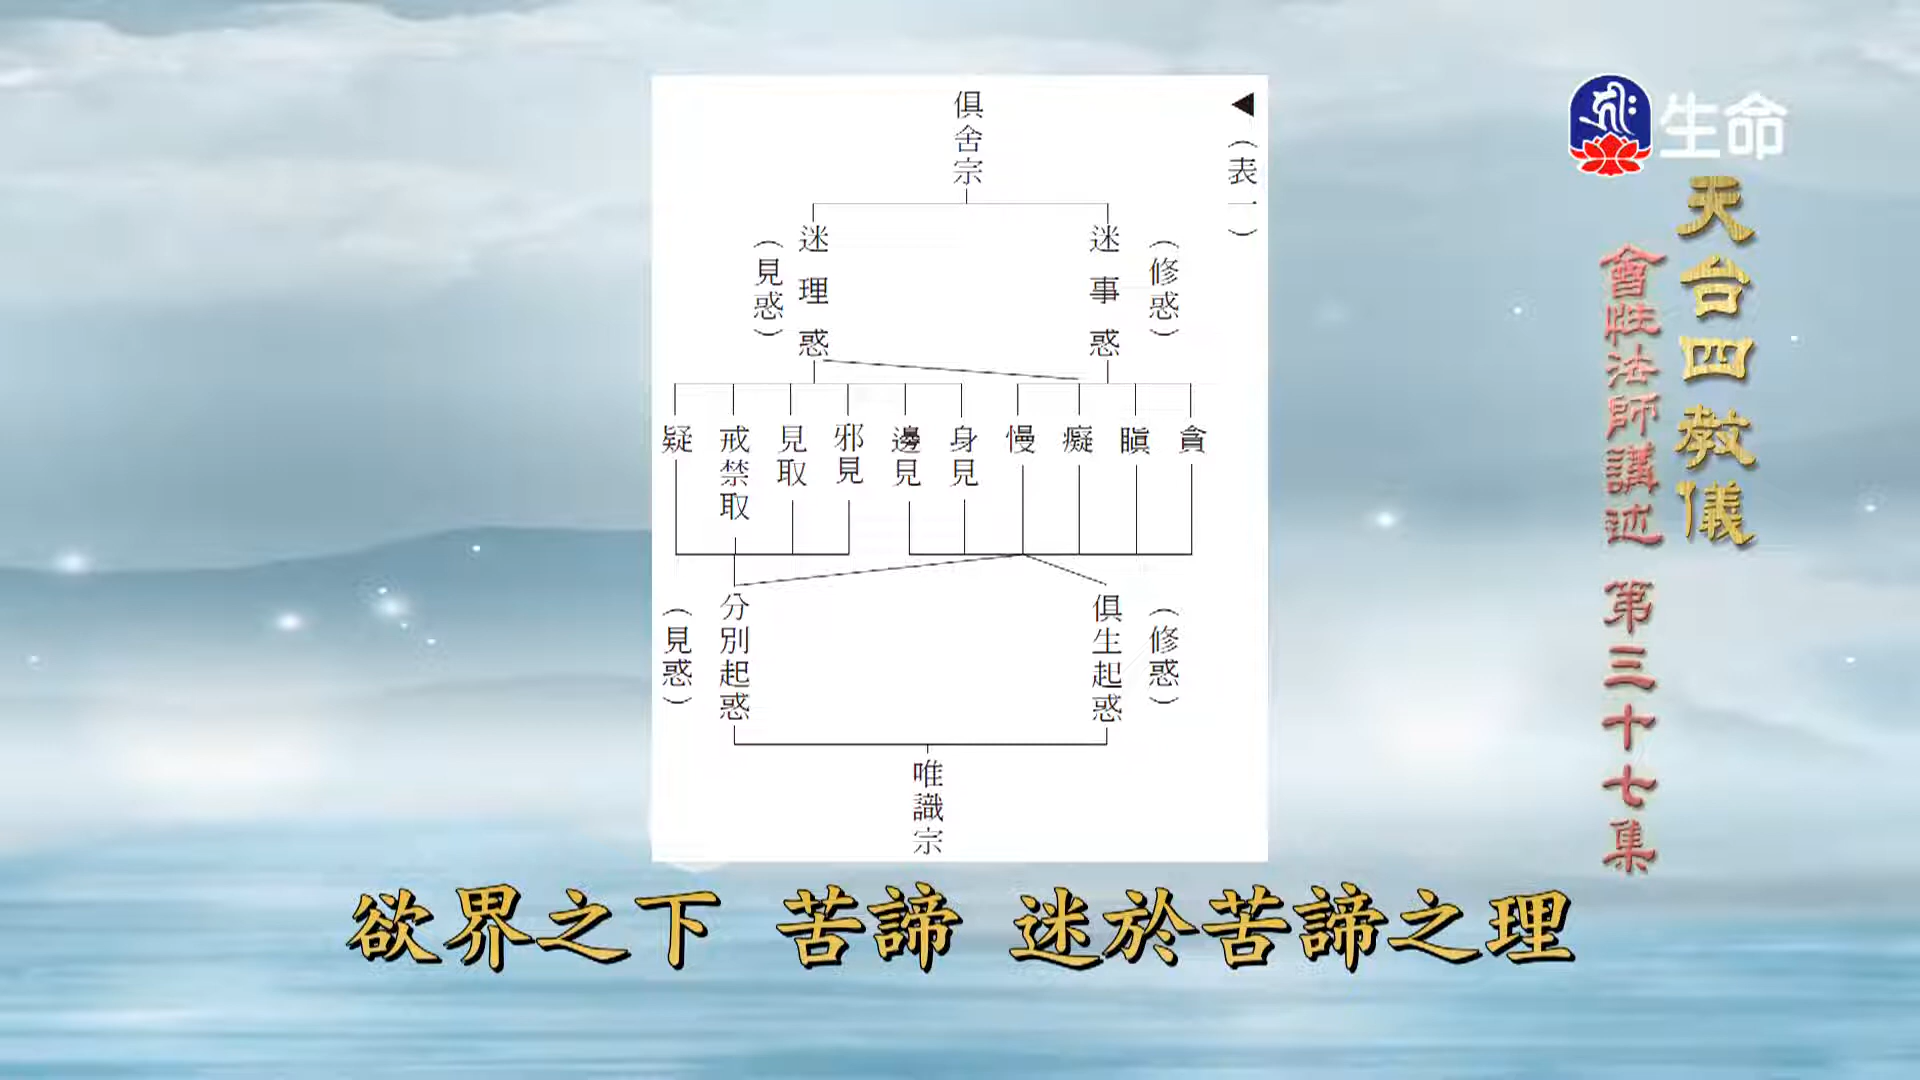 生命
天台四教儀
會性法師講述 第三十七集
◀(表一)
俱舍宗
(修惑)
迷事惑
迷理惑
(見惑)
貪
瞋
癡
慢
身見
邊見
邪見
見取
戒禁取
疑
(修惑)
俱生起惑
分別起惑
(見惑)
唯識宗
欲界之下 苦諦 迷於苦諦之理